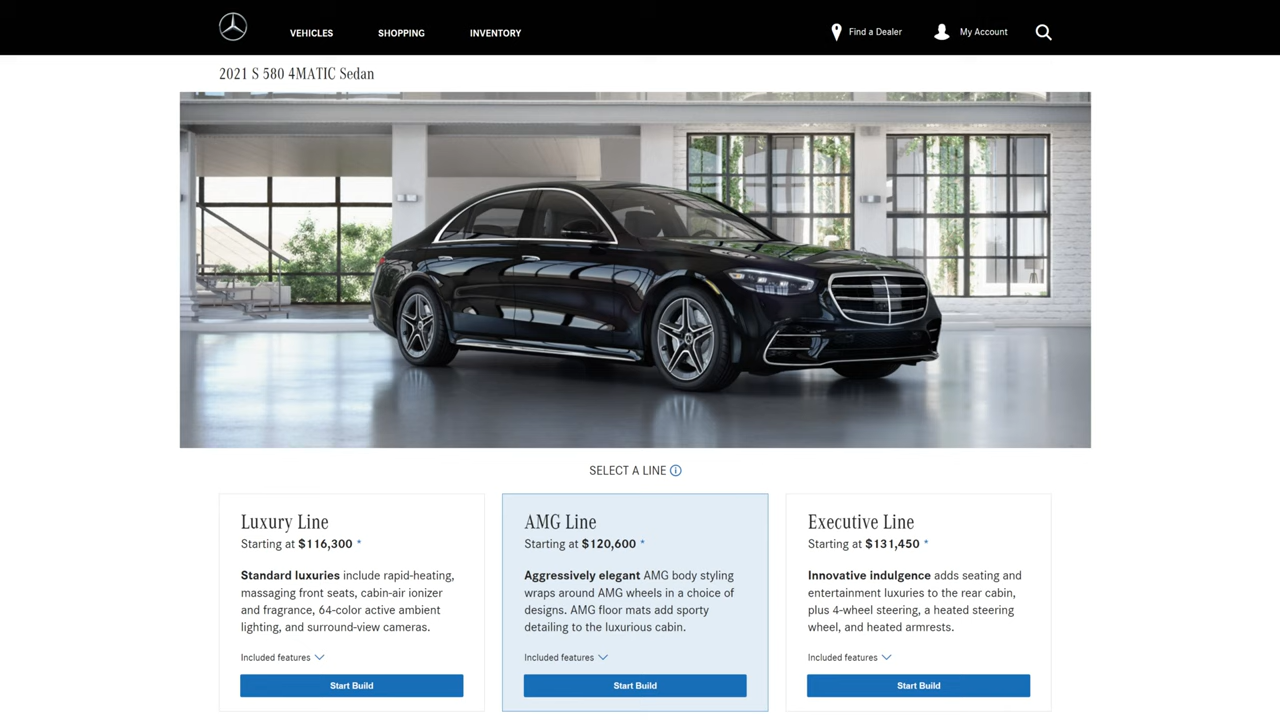 VEHICLES SHOPPING INVENTORY Find a Dealer My Account
2021 S 580 4MATIC Sedan
SELECT A LINE
Luxury Line
Starting at $116,300 *
Standard luxuries include rapid-heating,
massaging front seats, cabin-air ionizer
and fragrance, 64-color active ambient
lighting, and surround-view cameras.
Included features
Start Build
AMG Line
Starting at $120,600 *
Aggressively elegant AMG body styling
wraps around AMG wheels in a choice of
designs. AMG floor mats add sporty
detailing to the luxurious cabin.
Included features
Start Build
Executive Line
Starting at $131,450 *
Innovative indulgence adds seating and
entertainment luxuries to the rear cabin,
plus 4-wheel steering, a heated steering
wheel, and heated armrests.
Included features
Start Build